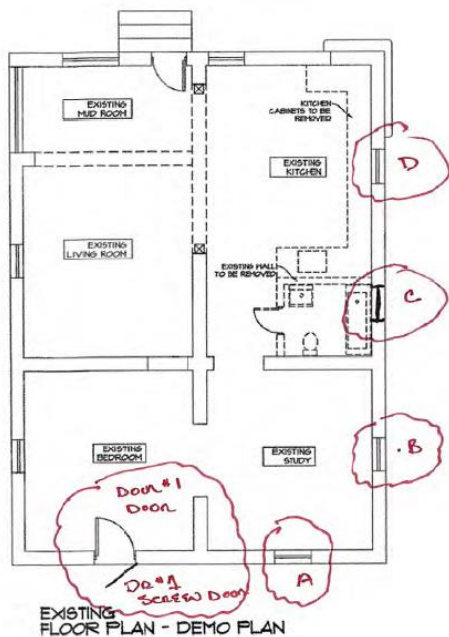 EXISTING
MUD ROOM
KITCHEN
CABINETS TO BE
REMOVED
EXISTING
KITCHEN
D
EXISTING
LIVING ROOM
EXISTING WALL
TO BE REMOVED
C
EXISTING
BEDROOM
EXISTING
STUDY
B
DOOR #1
DOOR
DR #1
SCREEN DOOR
A
EXISTING
FLOOR PLAN - DEMO PLAN